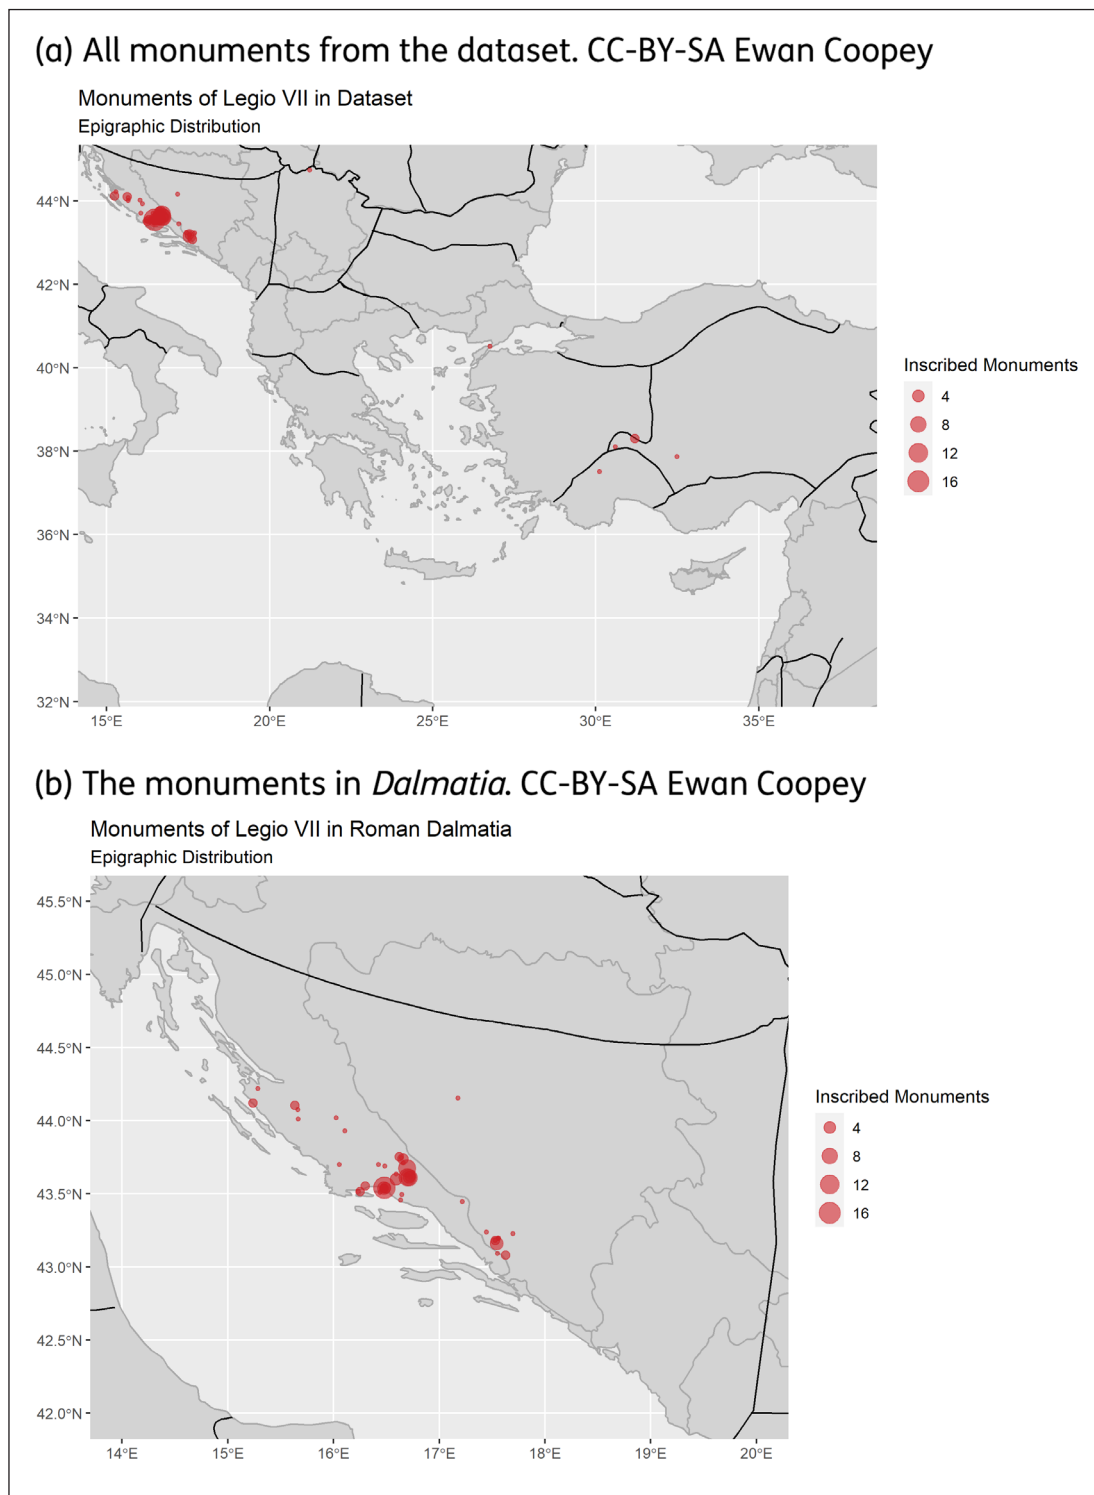 (a) All monuments from the dataset. CC-BY-SA Ewan Coopey
Monuments of Legio VII in Dataset
Epigraphic Distribution
44°N
42°N
40°N
38°N
36°N
34°N
32°N
15°E 20°E 25°E 30°E 35°E
Inscribed Monuments
4
8
12
16
(b) The monuments in Dalmatia. CC-BY-SA Ewan Coopey
Monuments of Legio VII in Roman Dalmatia
Epigraphic Distribution
45.5°N
45.0°N
44.5°N
44.0°N
43.5°N
43.0°N
42.5°N
42.0°N
14°E 15°E 16°E 17°E 18°E 19°E 20°E
Inscribed Monuments
4
8
12
16